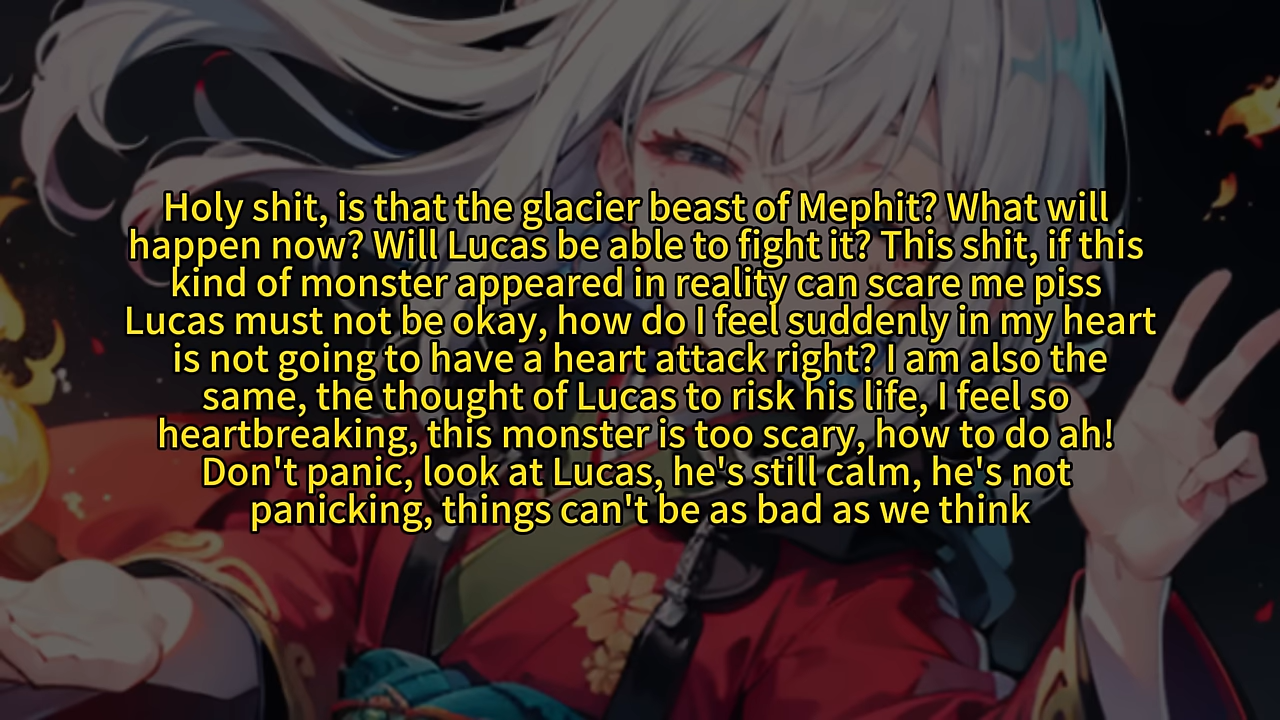 Holy shit, is that the glacier beast of Mephit? What will
happen now? Will Lucas be able to fight it? This shit, if this
kind of monster appeared in reality can scare me piss
Lucas must not be okay, how do I feel suddenly in my heart
is not going to have a heart attack right? I am also the
same, the thought of Lucas to risk his life, I feel so
heartbreaking, this monster is too scary, how to do ah!
Don't panic, look at Lucas, he's still calm, he's not
panicking, things can't be as bad as we think